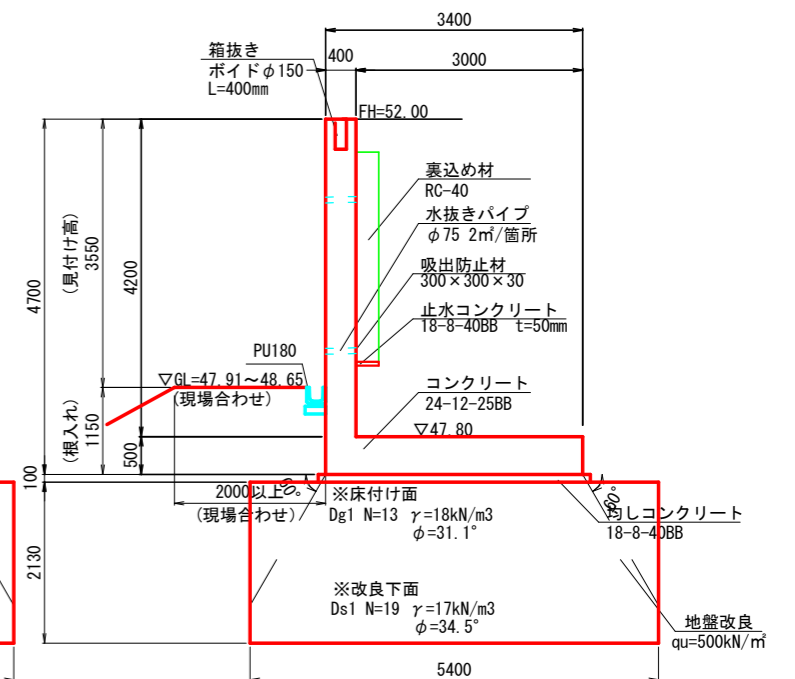 3400
箱抜き
ボイドφ150
L=400mm
400
3000
FH=52.00
裏込め材
RC-40
水抜きパイプ
φ75 2㎡/箇所
吸出防止材
300×300×30
止水コンクリート
18-8-40BB t=50mm
4700
(見付け高)
3550
4200
PU180
▽GL=47.91～48.65
(現場合わせ)
コンクリート
24-12-25BB
▽47.80
(根入れ)
1150
500
100
2000以上
(現場合わせ)
60°
60°
※床付け面
Dg1 N=13 γ=18kN/m3
φ=31.1°
均しコンクリート
18-8-40BB
2130
※改良下面
Ds1 N=19 γ=17kN/m3
φ=34.5°
地盤改良
qu=500kN/㎡
5400